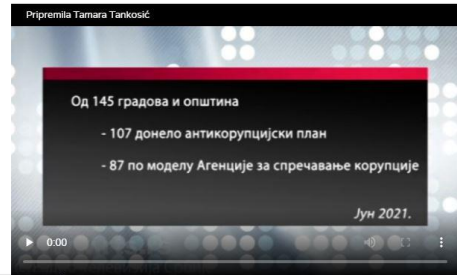 Pripremila Tamara Tankosić
Од 145 градова и општина
- 107 донело антикорупцијски план
- 87 по моделу Агенције за спречавање корупције
Јун 2021.
0:00